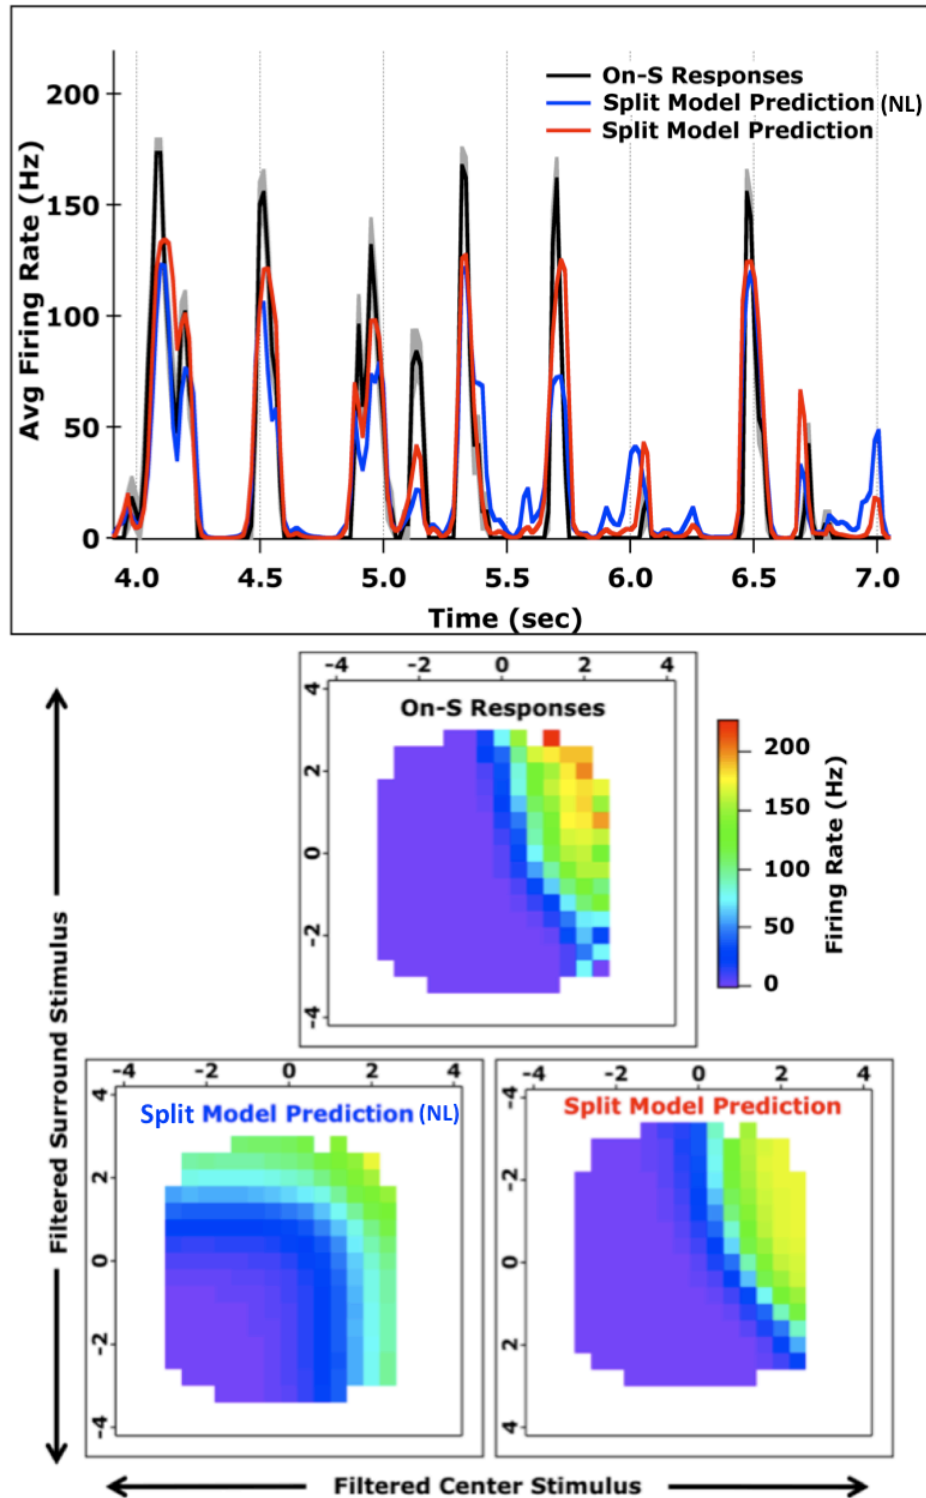 200
150
100
50
0
Avg Firing Rate (Hz)
On-S Responses
Split Model Prediction (NL)
Split Model Prediction
4.0 4.5 5.0 5.5 6.0 6.5 7.0
Time (sec)
-4 -2 0 2 4
4
2
0
-2
-4
On-S Responses
200
150
100
50
0
Firing Rate (Hz)
Filtered Surround Stimulus
-4 -2 0 2 4
4
2
0
-2
-4
Split Model Prediction (NL)
-4 -2 0 2 4
-4
-2
0
2
4
Split Model Prediction
Filtered Center Stimulus